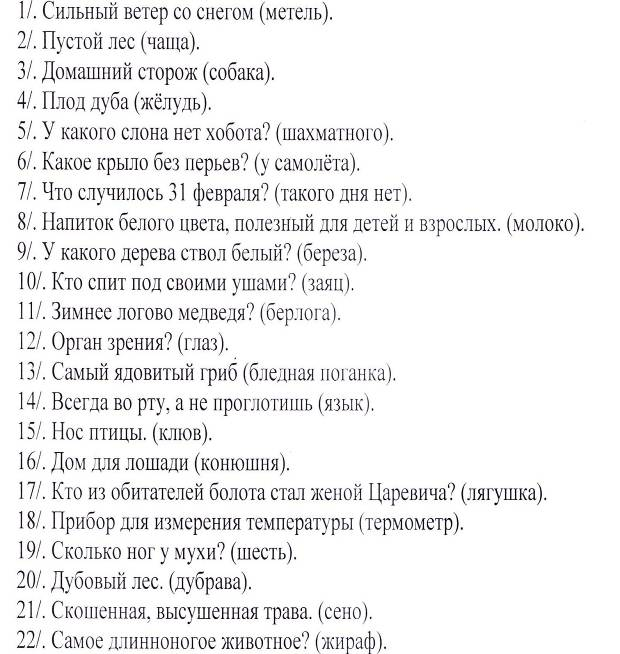 1/. Сильный ветер со снегом (метель).
2/. Пустой лес (чаща).
3/. Домашний сторож (собака).
4/. Плод дуба (жёлудь).
5/. У какого слона нет хобота? (шахматного).
6/. Какое крыло без перьев? (у самолёта).
7/. Что случилось 31 февраля? (такого дня нет).
8/. Напиток белого цвета, полезный для детей и взрослых. (молоко).
9/. У какого дерева ствол белый? (береза).
10/. Кто спит под своими ушами? (заяц).
11/. Зимнее логово медведя? (берлога).
12/. Орган зрения? (глаз).
13/. Самый ядовитый гриб (бледная поганка).
14/. Всегда во рту, а не проглотишь (язык).
15/. Нос птицы. (клюв).
16/. Дом для лошади (конюшня).
17/. Кто из обитателей болота стал женой Царевича? (лягушка).
18/. Прибор для измерения температуры (термометр).
19/. Сколько ног у мухи? (шесть).
20/. Дубовый лес. (дубрава).
21/. Скошенная, высушенная трава. (сено).
22/. Самое длинноногое животное? (жираф).